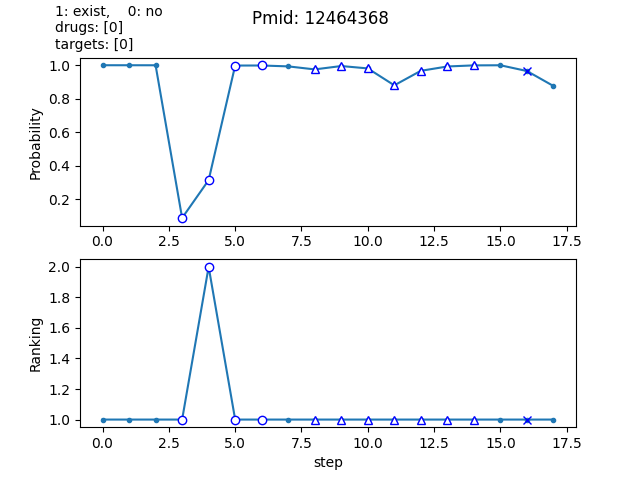 1: exist,    0: no
drugs: [0]
targets: [0]
Pmid: 12464368
1.0
0.8
0.6
0.4
0.2
Probability
0.0 2.5 5.0 7.5 10.0 12.5 15.0 17.5
2.0
1.8
1.6
1.4
1.2
1.0
Ranking
0.0 2.5 5.0 7.5 10.0 12.5 15.0 17.5
step